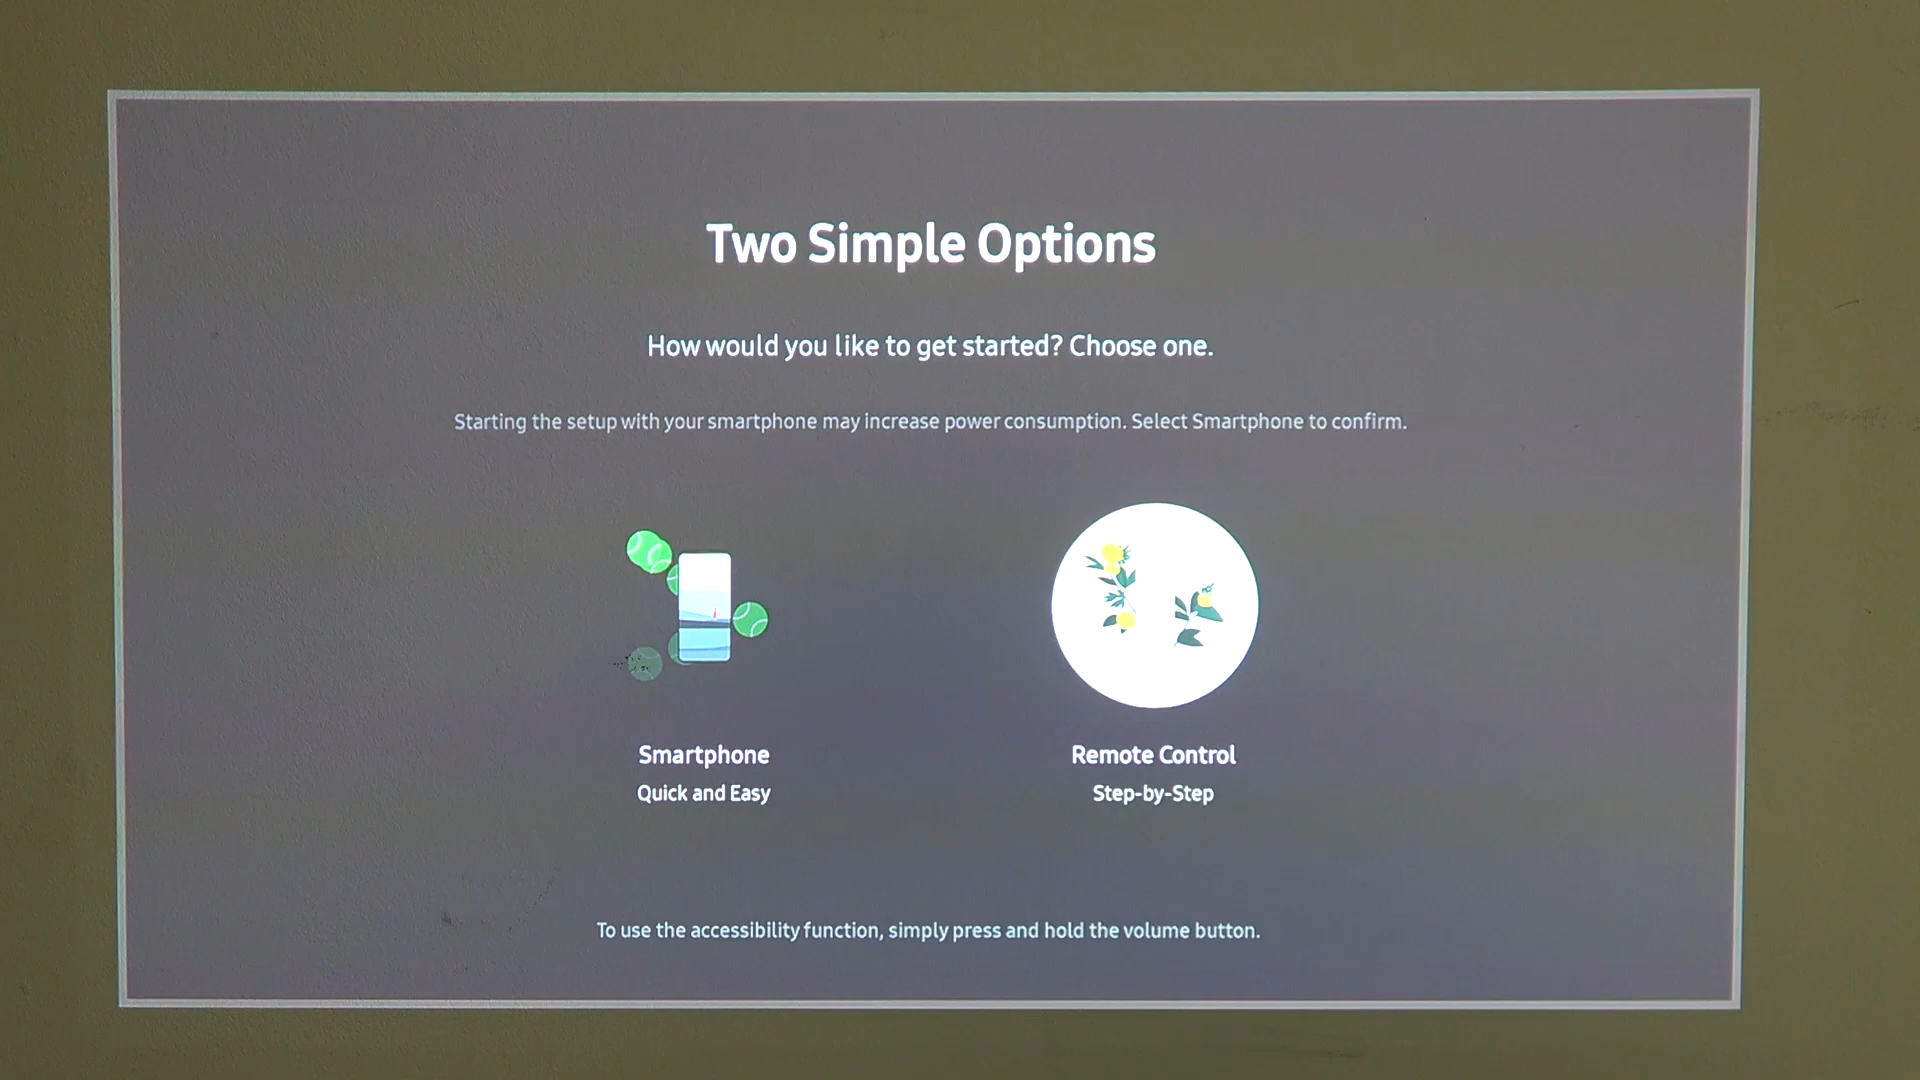 Two Simple Options
How would you like to get started? Choose one.
Starting the setup with your smartphone may increase power consumption. Select Smartphone to confirm.
Smartphone
Quick and Easy
Remote Control
Step-by-Step
To use the accessibility function, simply press and hold the volume button.